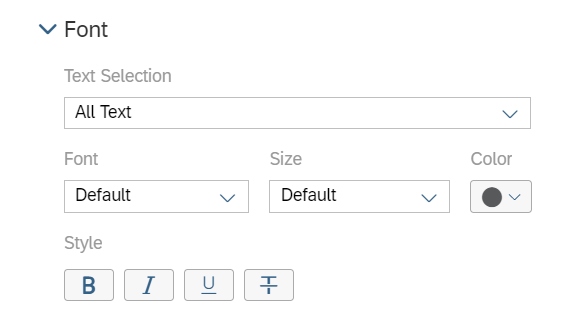 Font
Text Selection
All Text
Font Size Color
Default Default
Style
B I U T